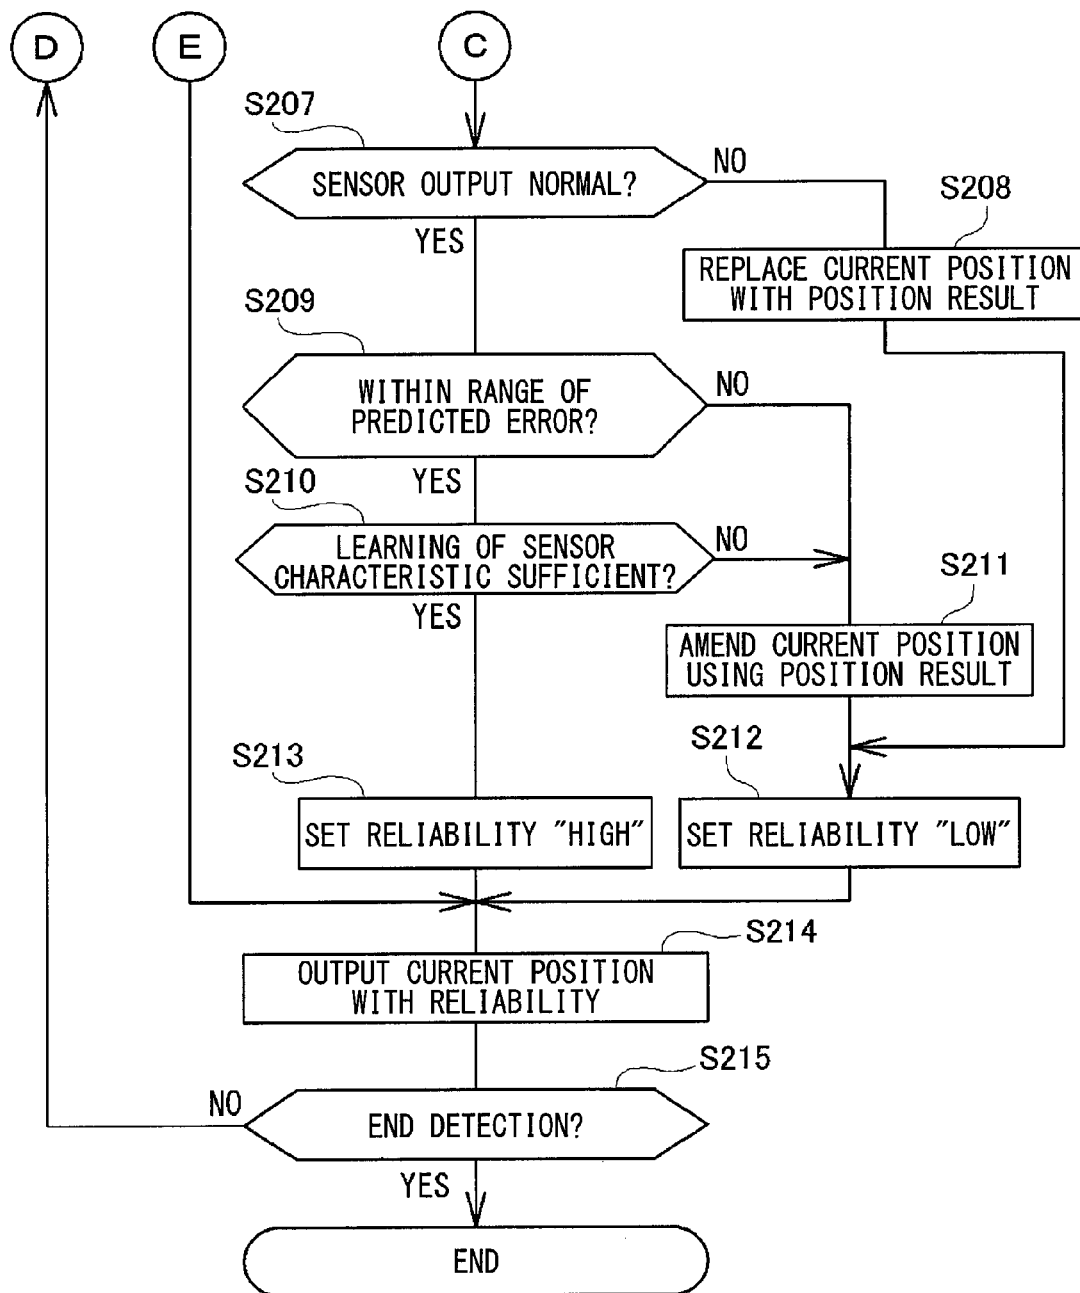 D
E
C
S207
SENSOR OUTPUT NORMAL?
NO
YES
S208
REPLACE CURRENT POSITION
WITH POSITION RESULT
S209
WITHIN RANGE OF
PREDICTED ERROR?
NO
YES
S210
LEARNING OF SENSOR
CHARACTERISTIC SUFFICIENT?
NO
YES
S211
AMEND CURRENT POSITION
USING POSITION RESULT
S213
SET RELIABILITY "HIGH"
S212
SET RELIABILITY "LOW"
S214
OUTPUT CURRENT POSITION
WITH RELIABILITY
S215
END DETECTION?
NO
YES
END